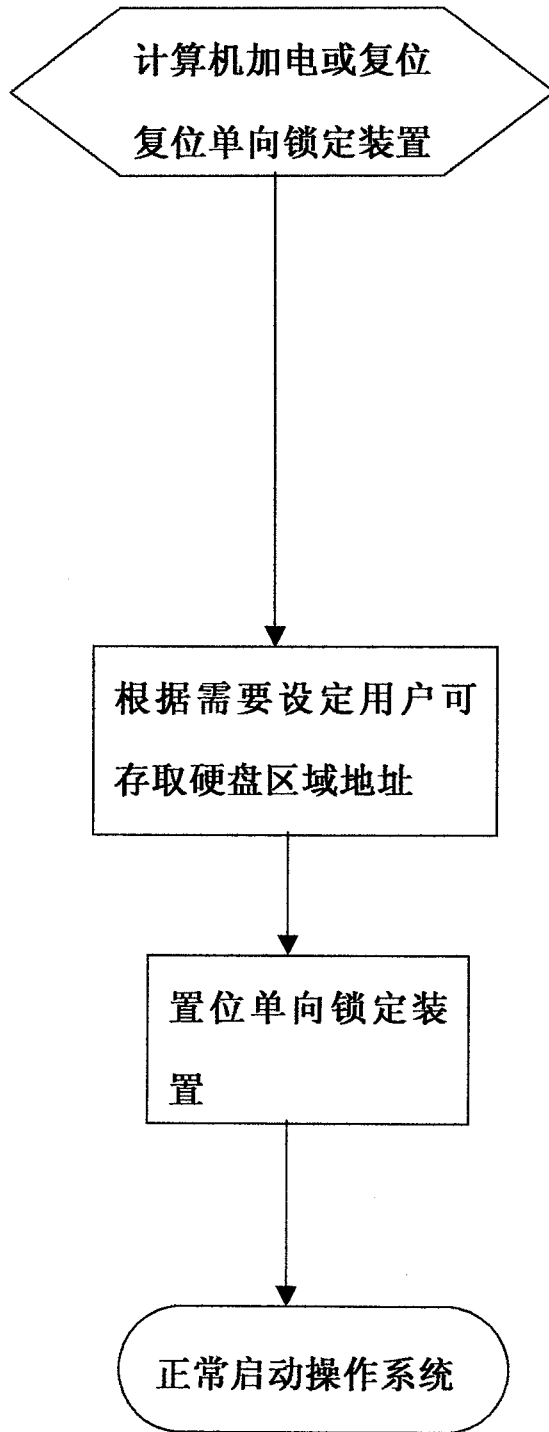 计算机加电或复位
复位单向锁定装置
根据需要设定用户可
存取硬盘区域地址
置位单向锁定装
置
正常启动操作系统